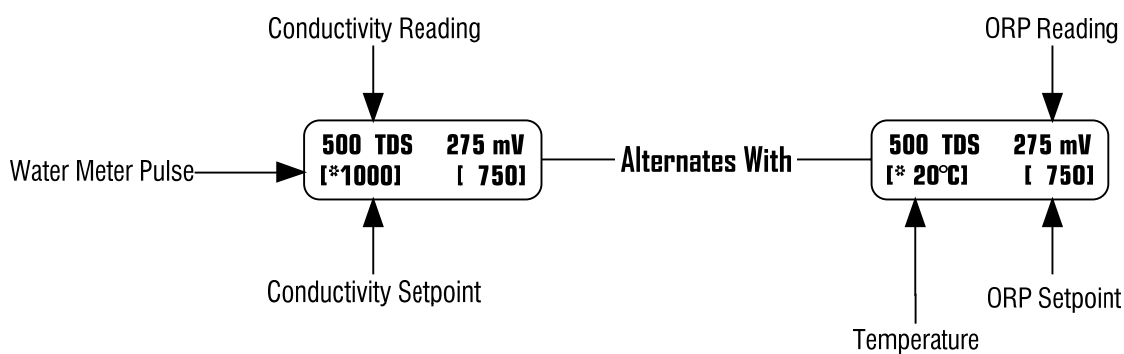 Conductivity Reading
ORP Reading
500 TDS 275 mV
[*1000] [ 750]
Water Meter Pulse
Alternates With
500 TDS 275 mV
[* 20°C] [ 750]
Conductivity Setpoint
ORP Setpoint
Temperature